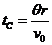 t_C = θr / v_0